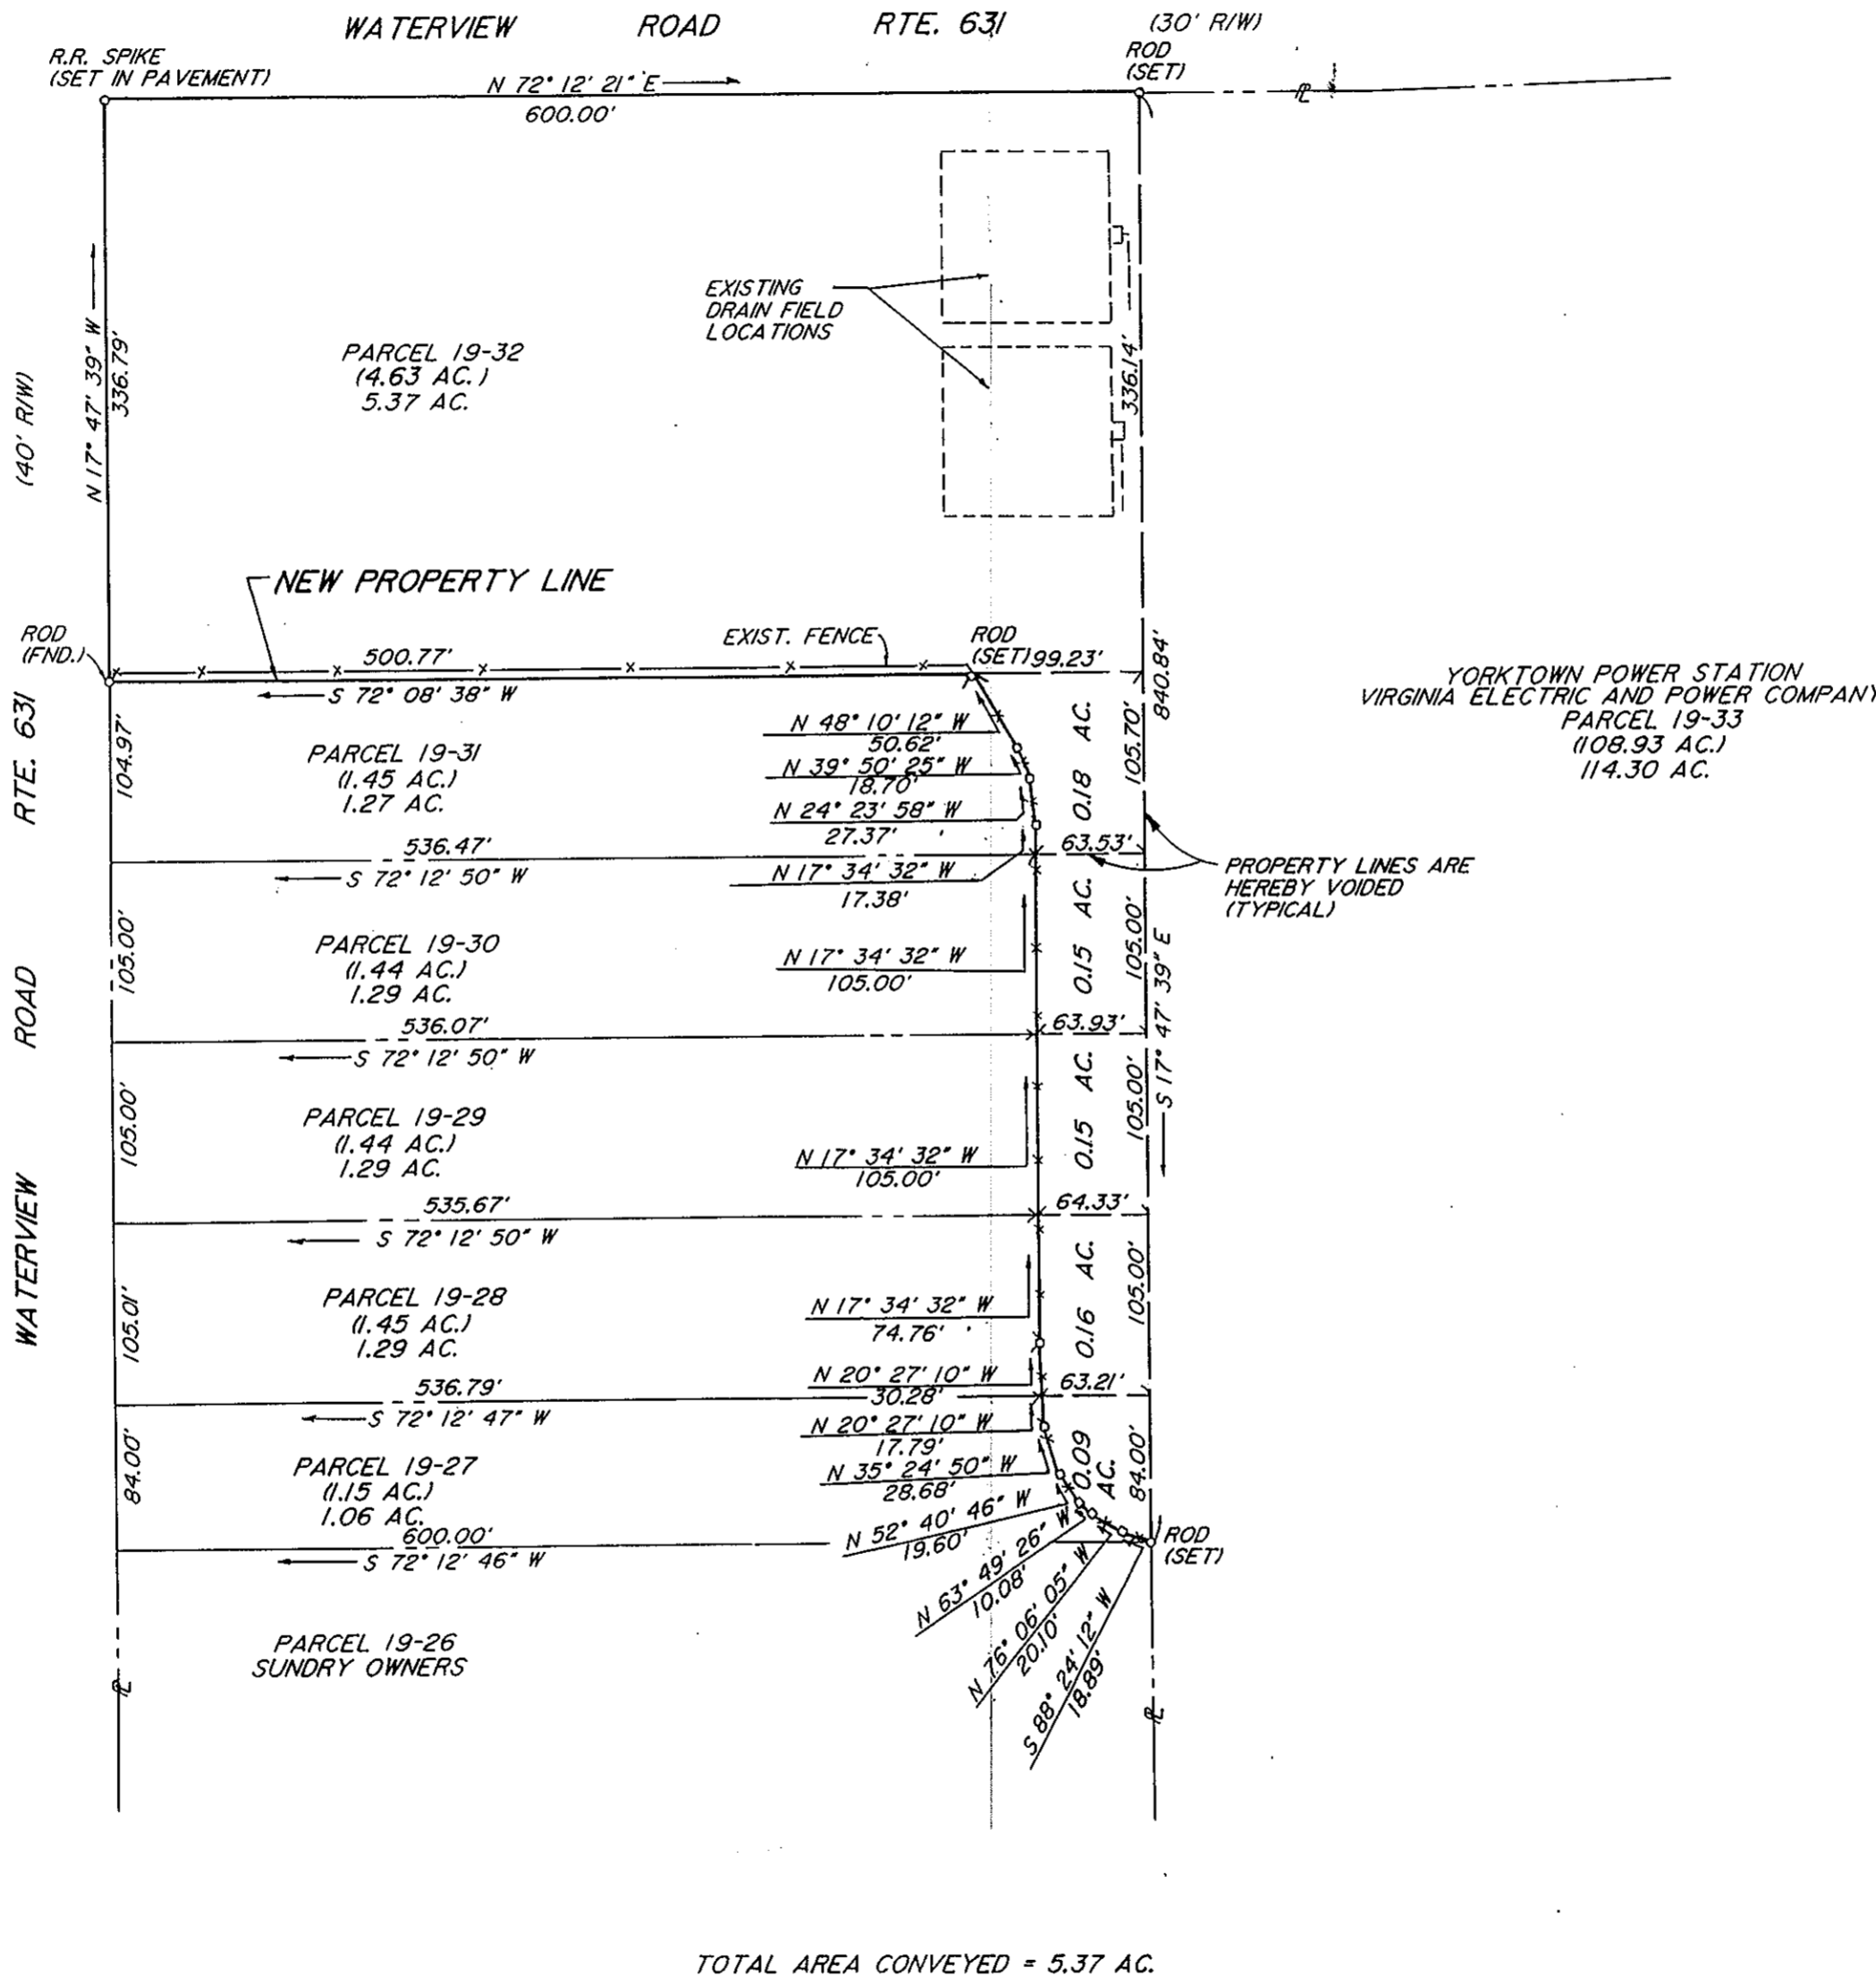 WATERVIEW ROAD RTE. 631 (30' R/W)
R.R. SPIKE
(SET IN PAVEMENT)
ROD
(SET)
N 72° 12' 21" E
600.00'
(40' R/W)
N 17° 47' 39" W
336.79'
PARCEL 19-32
(4.63 AC.)
5.37 AC.
EXISTING
DRAIN FIELD
LOCATIONS
336.14'
NEW PROPERTY LINE
ROD
(FND.)
500.77'
EXIST. FENCE
ROD
(SET)
99.23'
840.84'
S 72° 08' 38" W
YORKTOWN POWER STATION
VIRGINIA ELECTRIC AND POWER COMPANY
PARCEL 19-33
(108.93 AC.)
114.30 AC.
WATERVIEW ROAD RTE. 631
104.97'
PARCEL 19-31
(1.45 AC.)
1.27 AC.
N 48° 10' 12" W
50.62'
N 39° 50' 25" W
18.70'
N 24° 23' 58" W
27.37'
N 17° 34' 32" W
17.38'
0.18 AC.
105.70'
536.47'
S 72° 12' 50" W
63.53'
PROPERTY LINES ARE
HEREBY VOIDED
(TYPICAL)
105.00'
PARCEL 19-30
(1.44 AC.)
1.29 AC.
N 17° 34' 32" W
105.00'
0.15 AC.
105.00'
S 17° 47' 39" E
536.07'
S 72° 12' 50" W
63.93'
105.00'
PARCEL 19-29
(1.44 AC.)
1.29 AC.
N 17° 34' 32" W
105.00'
0.15 AC.
105.00'
535.67'
S 72° 12' 50" W
64.33'
105.01'
PARCEL 19-28
(1.45 AC.)
1.29 AC.
N 17° 34' 32" W
74.76'
N 20° 27' 10" W
30.28'
0.16 AC.
105.00'
536.79'
S 72° 12' 47" W
63.21'
84.00'
PARCEL 19-27
(1.15 AC.)
1.06 AC.
N 20° 27' 10" W
17.79'
N 35° 24' 50" W
28.68'
N 52° 40' 46" W
19.60'
N 63° 49' 26" W
10.08'
N 76° 06' 05" W
20.10'
S 88° 24' 12" W
18.89'
0.09
AC.
84.00'
ROD
(SET)
600.00'
S 72° 12' 46" W
PARCEL 19-26
SUNDRY OWNERS
PL
PL
PL
TOTAL AREA CONVEYED = 5.37 AC.